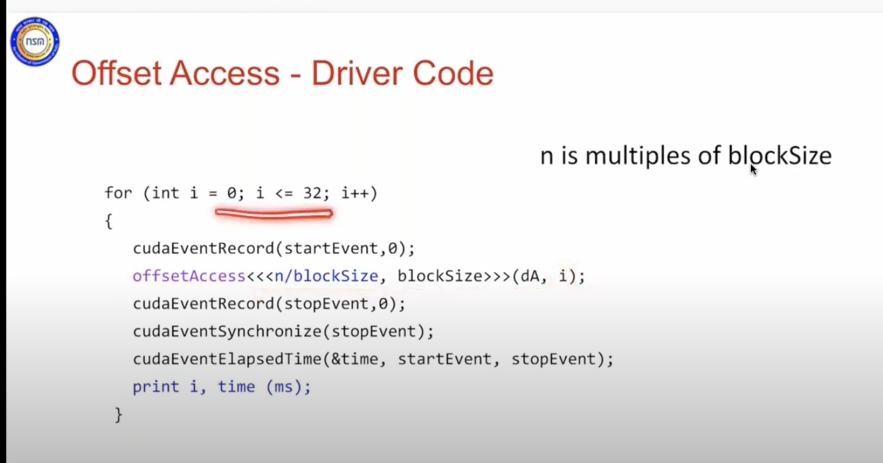 nsm
Offset Access - Driver Code
n is multiples of blockSize
for (int i = 0; i <= 32; i++)
{
cudaEventRecord(startEvent,0);
offsetAccess<<<n/blockSize, blockSize>>>(dA, i);
cudaEventRecord(stopEvent,0);
cudaEventSynchronize(stopEvent);
cudaEventElapsedTime(&time, startEvent, stopEvent);
print i, time (ms);
}